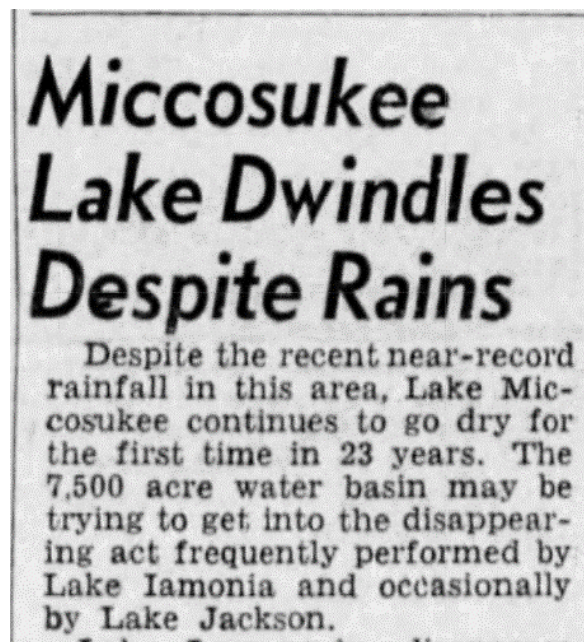 Miccosukee
Lake Dwindles
Despite Rains
Despite the recent near-record
rainfall in this area, Lake Mic-
cosukee continues to go dry for
the first time in 23 years. The
7,500 acre water basin may be
trying to get into the disappear-
ing act frequently performed by
Lake Iamonia and occasionally
by Lake Jackson.